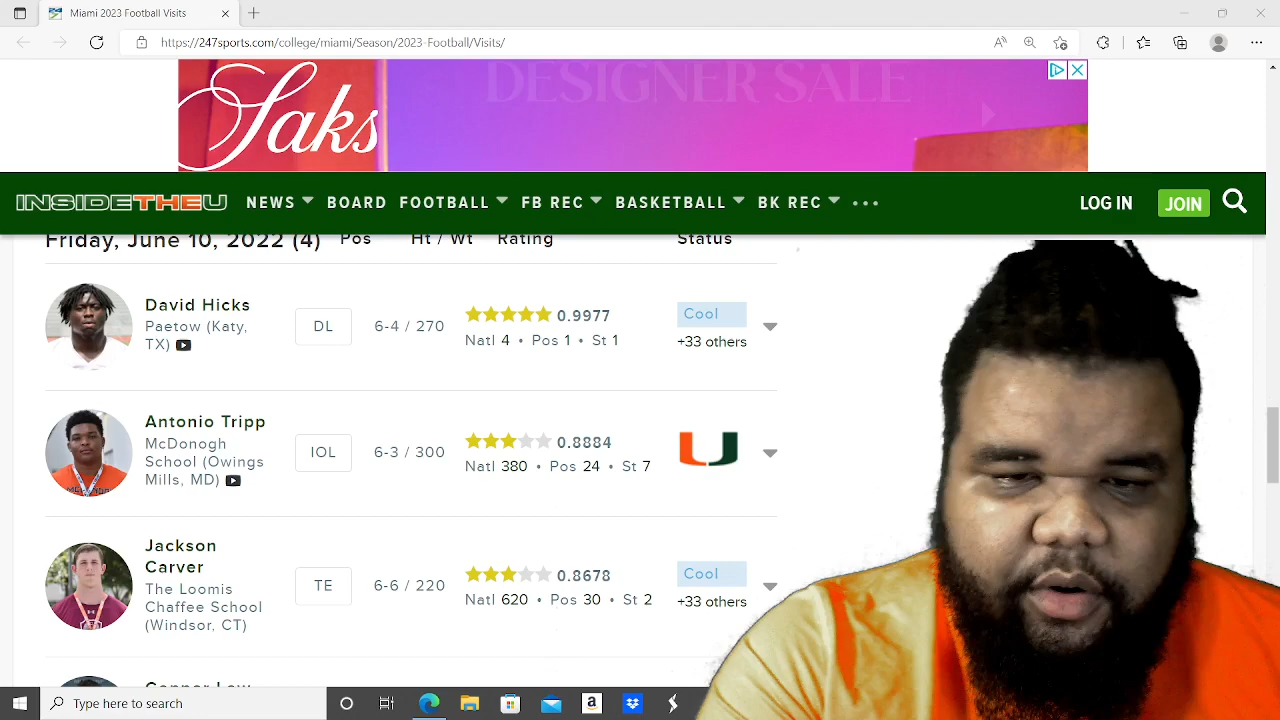 Miami 2023 Football Visits
https://247sports.com/college/miami/Season/2023-Football/Visits/
Saks
DESIGNER SALE
INSIDETHEU NEWS BOARD FOOTBALL FB REC BASKETBALL BK REC LOG IN JOIN
Friday, June 10, 2022 (4) Pos Ht / Wt Rating Status
David Hicks
Paetow (Katy,
TX)
DL
6-4 / 270
0.9977
Natl 4 • Pos 1 • St 1
Cool
+33 others
Antonio Tripp
McDonogh
School (Owings
Mills, MD)
IOL
6-3 / 300
0.8884
Natl 380 • Pos 24 • St 7
U
Jackson
Carver
The Loomis
Chaffee School
(Windsor, CT)
TE
6-6 / 220
0.8678
Natl 620 • Pos 30 • St 2
Cool
+33 others
Type here to search